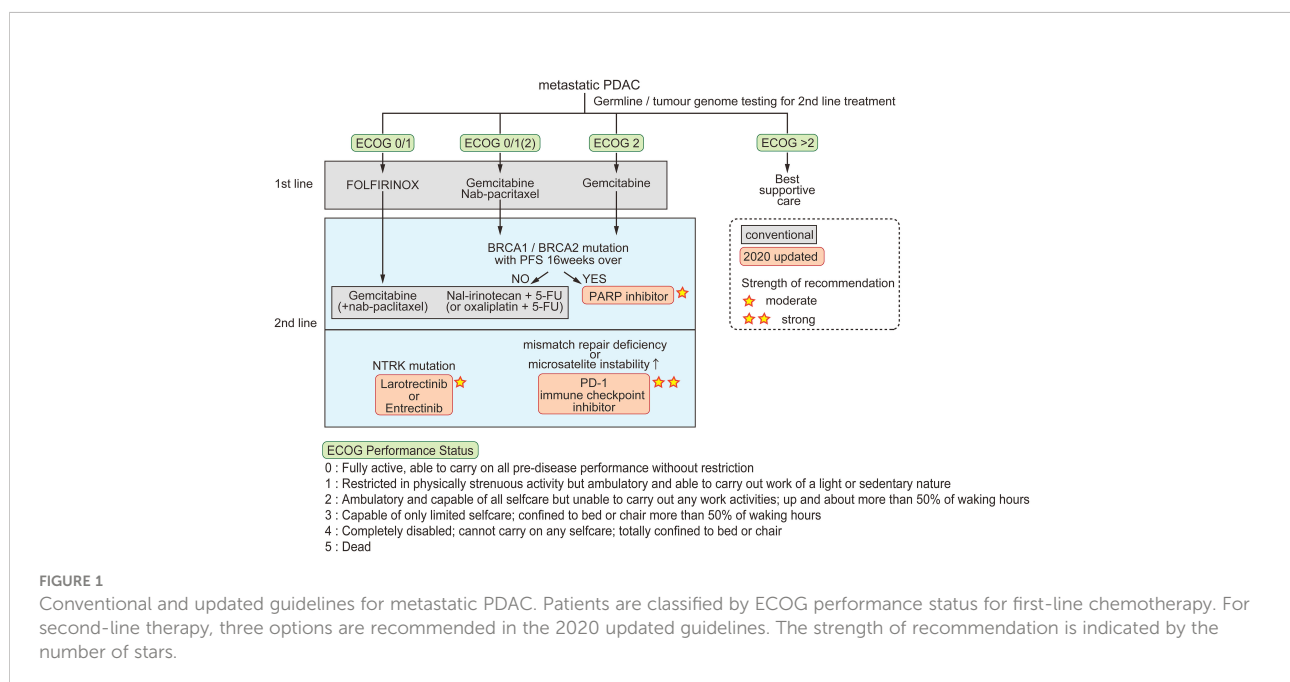 metastatic PDAC
Germline / tumour genome testing for 2nd line treatment
ECOG 0/1
ECOG 0/1(2)
ECOG 2
ECOG >2
1st line
FOLFIRINOX
Gemcitabine
Nab-pacritaxel
Gemcitabine
Best
supportive
care
BRCA1 / BRCA2 mutation
with PFS 16weeks over
NO
YES
Gemcitabine
(+nab-paclitaxel)
Nal-irinotecan + 5-FU
(or oxaliplatin + 5-FU)
PARP inhibitor
2nd line
NTRK mutation
Larotrectinib
or
Entrectinib
mismatch repair deficiency
or
microsatelite instability ↑
PD-1
immune checkpoint
inhibitor
conventional
2020 updated
Strength of recommendation
moderate
strong
ECOG Performance Status
0 : Fully active, able to carry on all pre-disease performance withoout restriction
1 : Restricted in physically strenuous activity but ambulatory and able to carry out work of a light or sedentary nature
2 : Ambulatory and capable of all selfcare but unable to carry out any work activities; up and about more than 50% of waking hours
3 : Capable of only limited selfcare; confined to bed or chair more than 50% of waking hours
4 : Completely disabled; cannot carry on any selfcare; totally confined to bed or chair
5 : Dead
FIGURE 1
Conventional and updated guidelines for metastatic PDAC. Patients are classified by ECOG performance status for first-line chemotherapy. For
second-line therapy, three options are recommended in the 2020 updated guidelines. The strength of recommendation is indicated by the
number of stars.